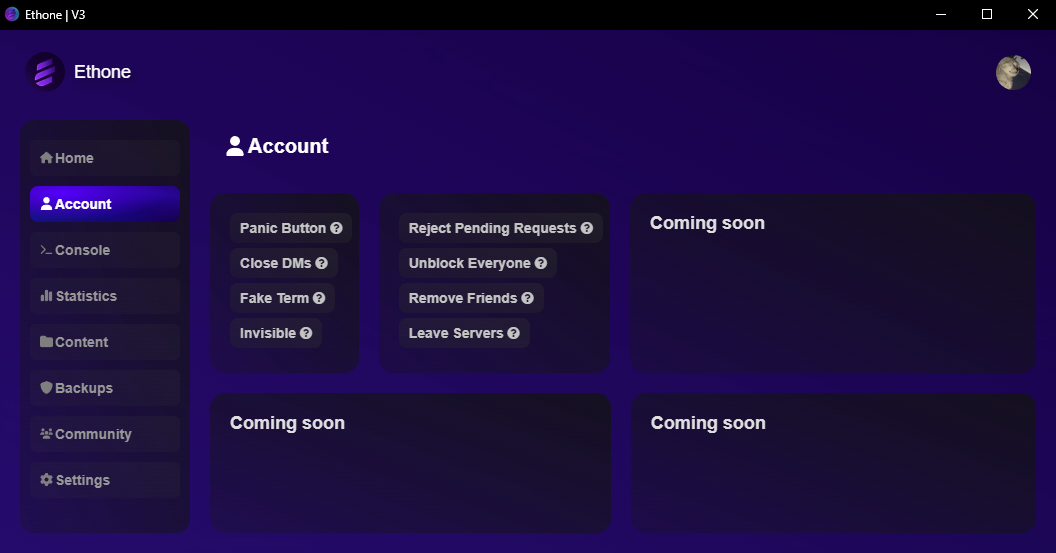 Ethone | V3
Ethone
Home
Account
Console
Statistics
Content
Backups
Community
Settings
Account
Panic Button
Close DMs
Fake Term
Invisible
Reject Pending Requests
Unblock Everyone
Remove Friends
Leave Servers
Coming soon
Coming soon
Coming soon